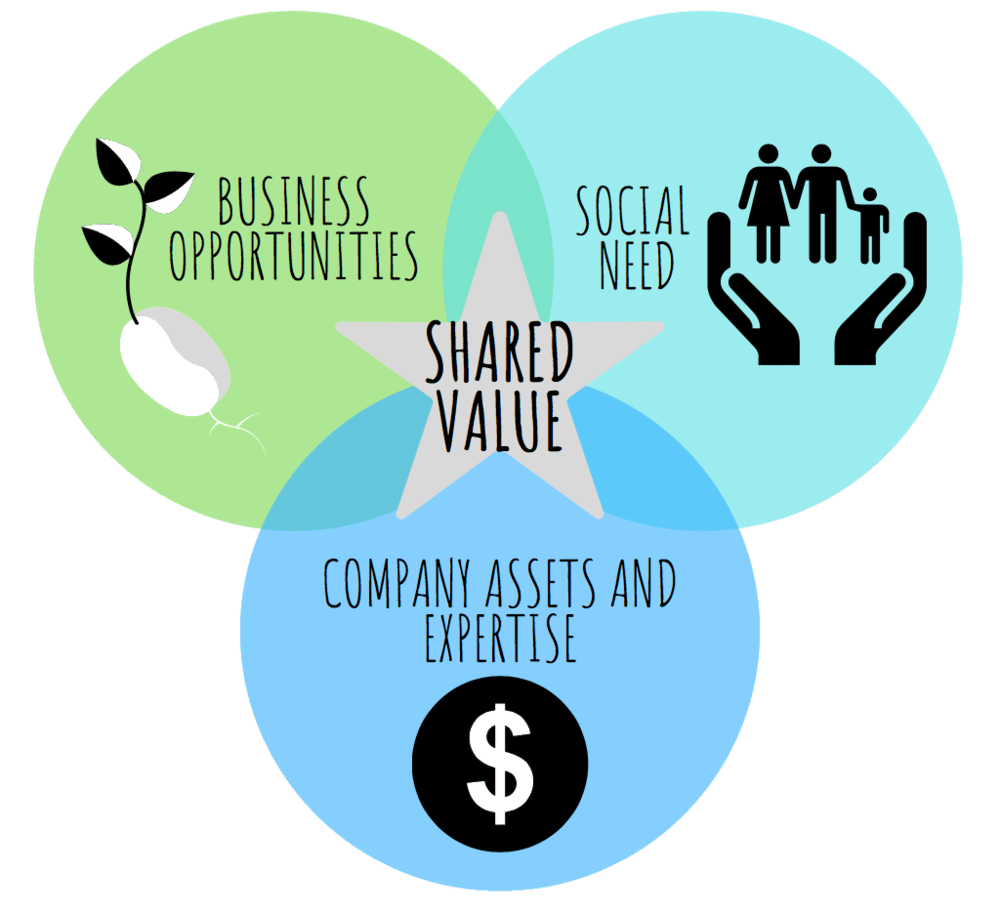 BUSINESS
OPPORTUNITIES
SOCIAL
NEED
SHARED
VALUE
COMPANY ASSETS AND
EXPERTISE
$